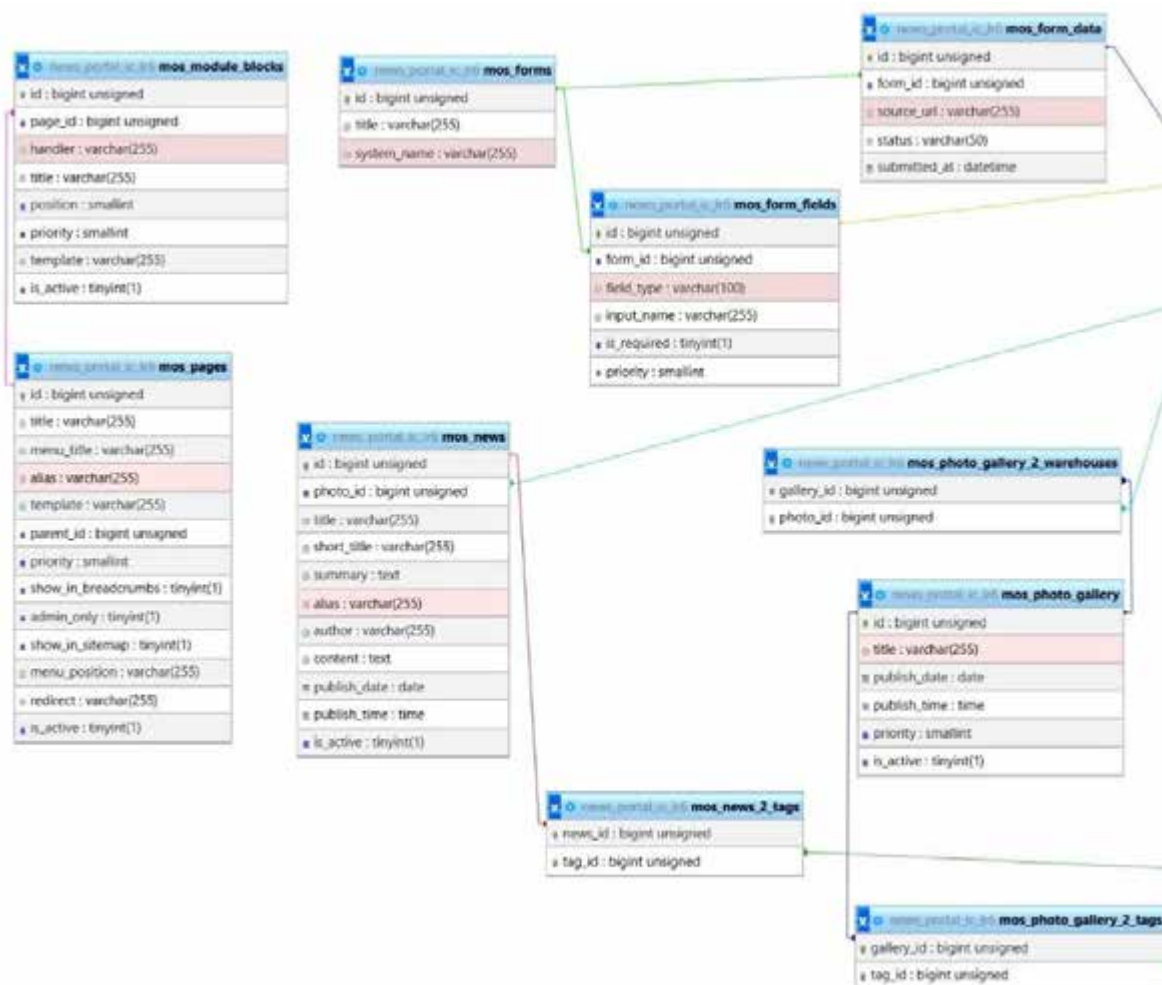 mos_module_blocks
id : bigint unsigned
page_id : bigint unsigned
handler : varchar(255)
title : varchar(255)
position : smallint
priority : smallint
template : varchar(255)
is_active : tinyint(1)
mos_forms
id : bigint unsigned
title : varchar(255)
system_name : varchar(255)
mos_form_data
id : bigint unsigned
form_id : bigint unsigned
source_url : varchar(255)
status : varchar(50)
submitted_at : datetime
mos_form_fields
id : bigint unsigned
form_id : bigint unsigned
field_type : varchar(100)
input_name : varchar(255)
is_required : tinyint(1)
priority : smallint
mos_pages
id : bigint unsigned
title : varchar(255)
menu_title : varchar(255)
alias : varchar(255)
template : varchar(255)
parent_id : bigint unsigned
priority : smallint
show_in_breadcrumbs : tinyint(1)
admin_only : tinyint(1)
show_in_sitemap : tinyint(1)
menu_position : varchar(255)
redirect : varchar(255)
is_active : tinyint(1)
mos_news
id : bigint unsigned
photo_id : bigint unsigned
title : varchar(255)
short_title : varchar(255)
summary : text
alias : varchar(255)
author : varchar(255)
content : text
publish_date : date
publish_time : time
is_active : tinyint(1)
mos_photo_gallery_2_warehouses
gallery_id : bigint unsigned
photo_id : bigint unsigned
mos_photo_gallery
id : bigint unsigned
title : varchar(255)
publish_date : date
publish_time : time
priority : smallint
is_active : tinyint(1)
mos_news_2_tags
news_id : bigint unsigned
tag_id : bigint unsigned
mos_photo_gallery_2_tags
gallery_id : bigint unsigned
tag_id : bigint unsigned